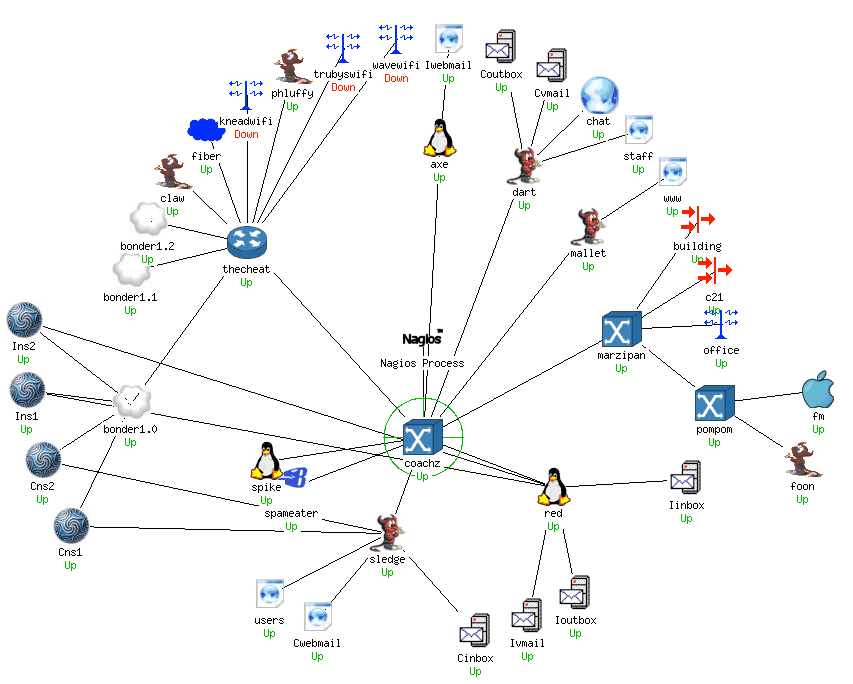 Iwebmail
Up
Coutbox
Up
wavewifi
Down
trubyswifi
Down
Cvmail
Up
phluffy
Up
kneadwifi
Down
chat
Up
fiber
Up
staff
Up
axe
Up
claw
Up
dart
Up
www
Up
bonder1.2
Up
mallet
Up
building
Up
thecheat
Up
bonder1.1
Up
c21
Up
Ins2
Up
Nagios™
Nagios Process
marzipan
Up
office
Up
Ins1
Up
bonder1.0
Up
fm
Up
pompom
Up
coachz
Up
Cns2
Up
spike
Up
foon
Up
spameater
Up
red
Up
Iinbox
Up
Cns1
Up
sledge
Up
users
Up
Cwebmail
Up
Ivmail
Up
Ioutbox
Up
Cinbox
Up